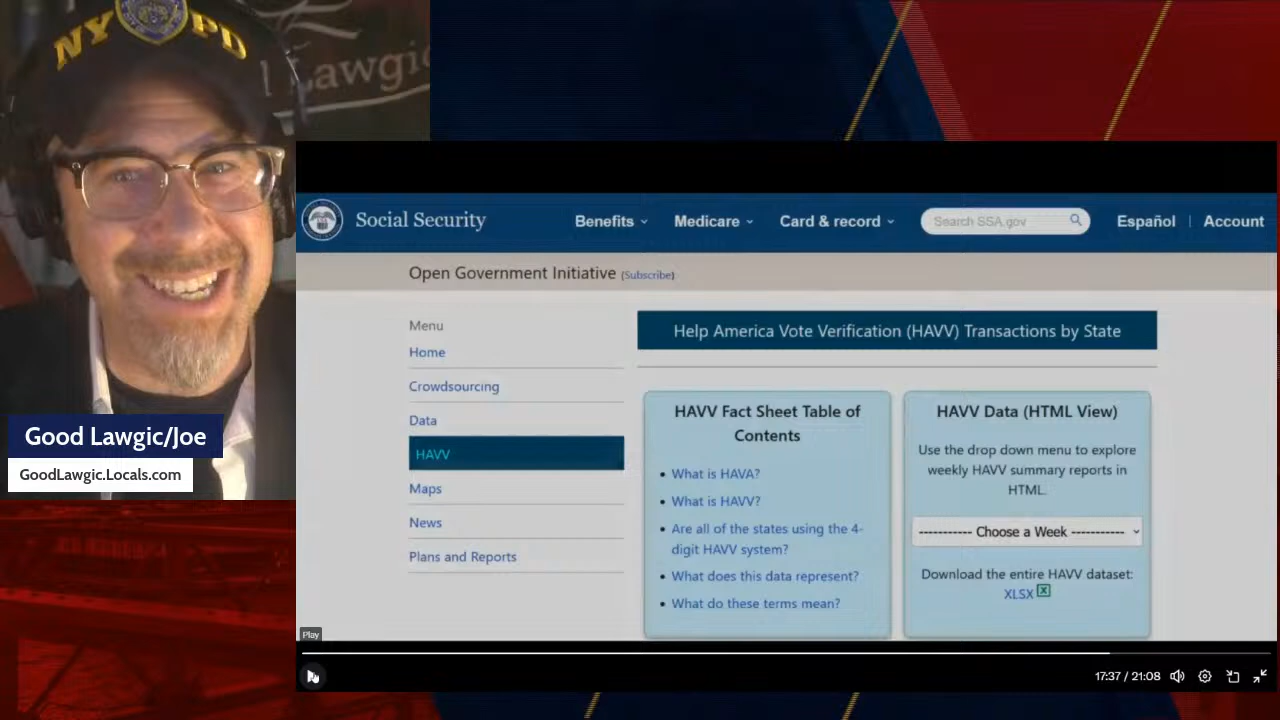 NYPD
Lawgic
Good Lawgic/Joe
GoodLawgic.Locals.com
Social Security
Benefits
Medicare
Card & record
Search SSA.gov
Español | Account
Open Government Initiative (Subscribe)
Menu
Home
Crowdsourcing
Data
HAVV
Maps
News
Plans and Reports
Help America Vote Verification (HAVV) Transactions by State
HAVV Fact Sheet Table of
Contents
• What is HAVA?
• What is HAVV?
• Are all of the states using the 4-
digit HAVV system?
• What does this data represent?
• What do these terms mean?
HAVV Data (HTML View)
Use the drop down menu to explore
weekly HAVV summary reports in
HTML.
----------- Choose a Week -----------
Download the entire HAVV dataset:
XLSX
Play
17:37 / 21:08